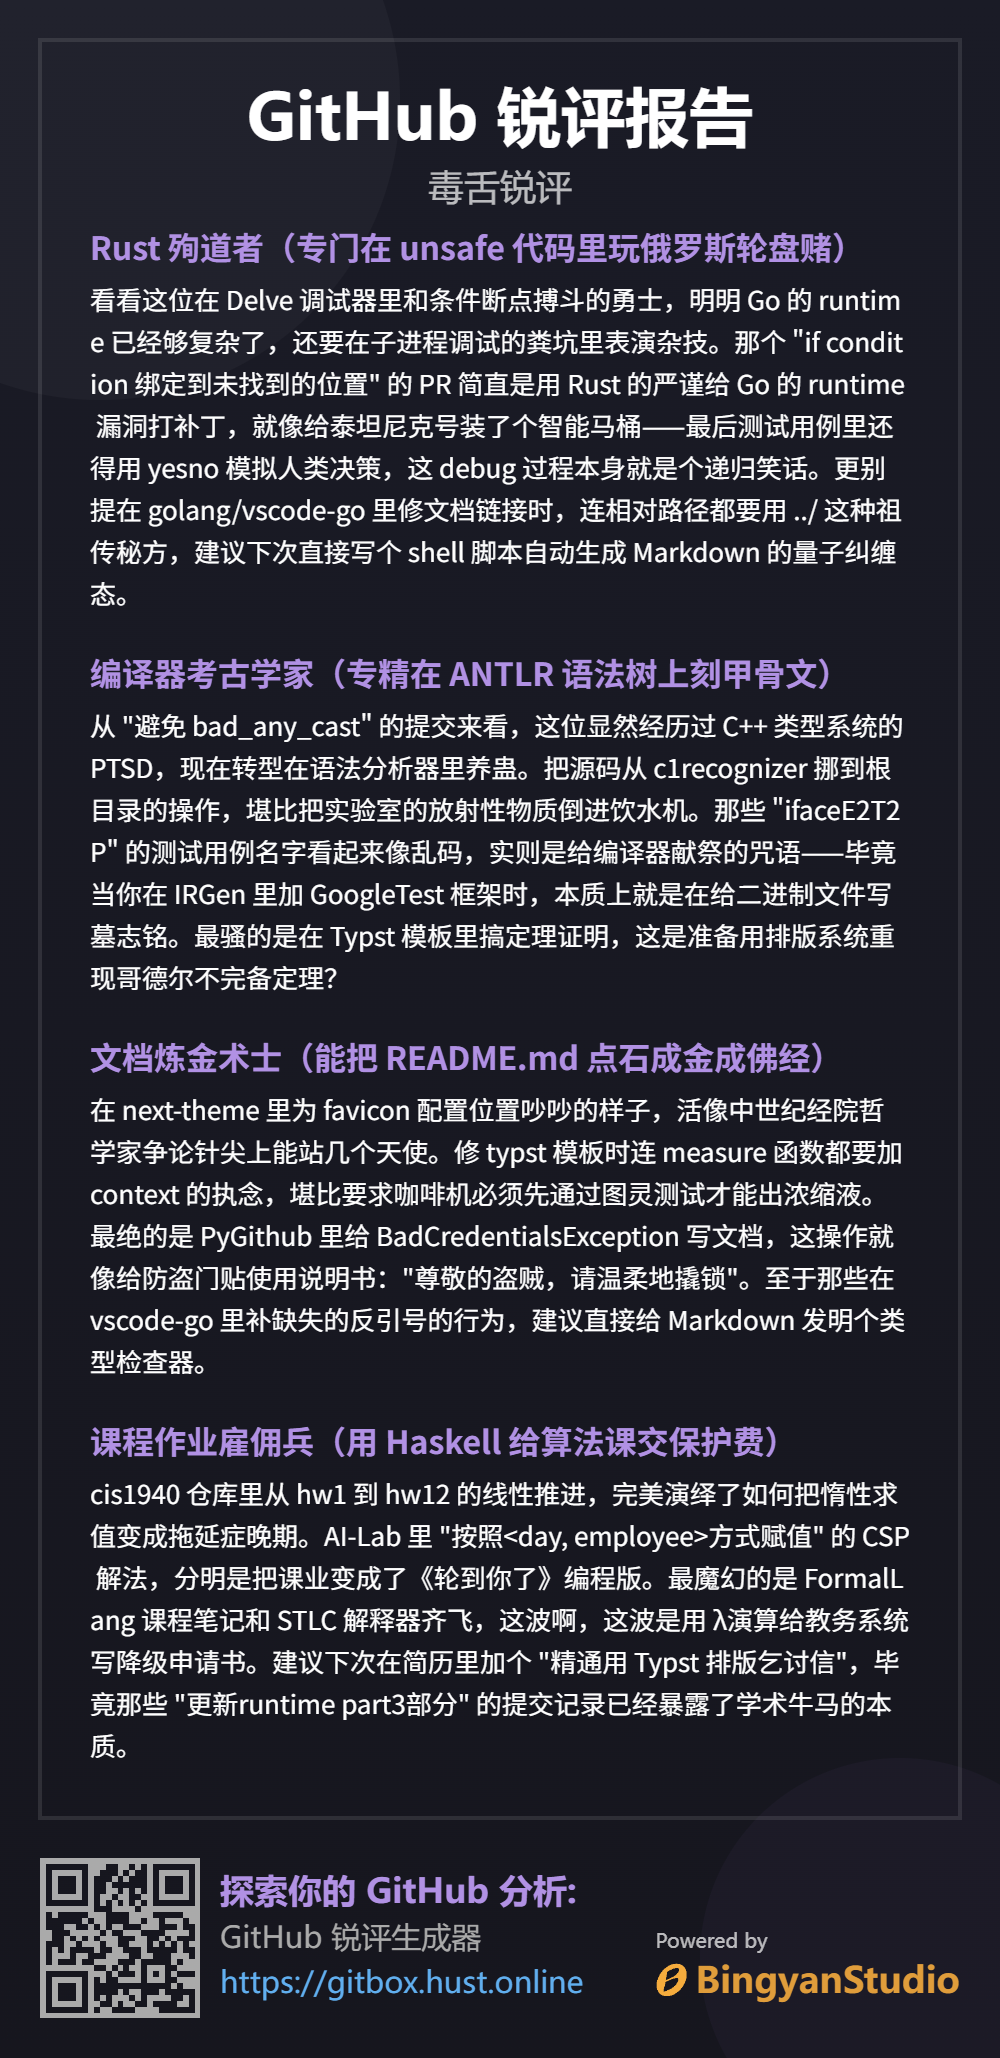 GitHub 锐评报告
毒舌锐评
Rust 殉道者（专门在 unsafe 代码里玩俄罗斯轮盘赌）
看看这位在 Delve 调试器里和条件断点搏斗的勇士，明明 Go 的 runtim
e 已经够复杂了，还要在子进程调试的粪坑里表演杂技。那个 "if condit
ion 绑定到未找到的位置" 的 PR 简直是用 Rust 的严谨给 Go 的 runtime
漏洞打补丁，就像给泰坦尼克号装了个智能马桶——最后测试用例里还
得用 yesno 模拟人类决策，这 debug 过程本身就是个递归笑话。更别
提在 golang/vscode-go 里修文档链接时，连相对路径都要用 ../ 这种祖
传秘方，建议下次直接写个 shell 脚本自动生成 Markdown 的量子纠缠
态。
编译器考古学家（专精在 ANTLR 语法树上刻甲骨文）
从 "避免 bad_any_cast" 的提交来看，这位显然经历过 C++ 类型系统的
PTSD，现在转型在语法分析器里养蛊。把源码从 c1recognizer 挪到根
目录的操作，堪比把实验室的放射性物质倒进饮水机。那些 "ifaceE2T2
P" 的测试用例名字看起来像乱码，实则是给编译器献祭的咒语——毕竟
当你在 IRGen 里加 GoogleTest 框架时，本质上就是在给二进制文件写
墓志铭。最骚的是在 Typst 模板里搞定理证明，这是准备用排版系统重
现哥德尔不完备定理？
文档炼金术士（能把 README.md 点石成金成佛经）
在 next-theme 里为 favicon 配置位置吵吵的样子，活像中世纪经院哲
学家争论针尖上能站几个天使。修 typst 模板时连 measure 函数都要加
context 的执念，堪比要求咖啡机必须先通过图灵测试才能出浓缩液。
最绝的是 PyGithub 里给 BadCredentialsException 写文档，这操作就
像给防盗门贴使用说明书："尊敬的盗贼，请温柔地撬锁"。至于那些在
vscode-go 里补缺失的反引号的行为，建议直接给 Markdown 发明个类
型检查器。
课程作业雇佣兵（用 Haskell 给算法课交保护费）
cis1940 仓库里从 hw1 到 hw12 的线性推进，完美演绎了如何把惰性求
值变成拖延症晚期。AI-Lab 里 "按照<day, employee>方式赋值" 的 CSP
解法，分明是把课业变成了《轮到你了》编程版。最魔幻的是 FormalL
ang 课程笔记和 STLC 解释器齐飞，这波啊，这波是用 λ演算给教务系统
写降级申请书。建议下次在简历里加个 "精通用 Typst 排版乞讨信"，毕
竟那些 "更新runtime part3部分" 的提交记录已经暴露了学术牛马的本
质。
探索你的 GitHub 分析:
GitHub 锐评生成器
https://gitbox.hust.online
Powered by
BingyanStudio